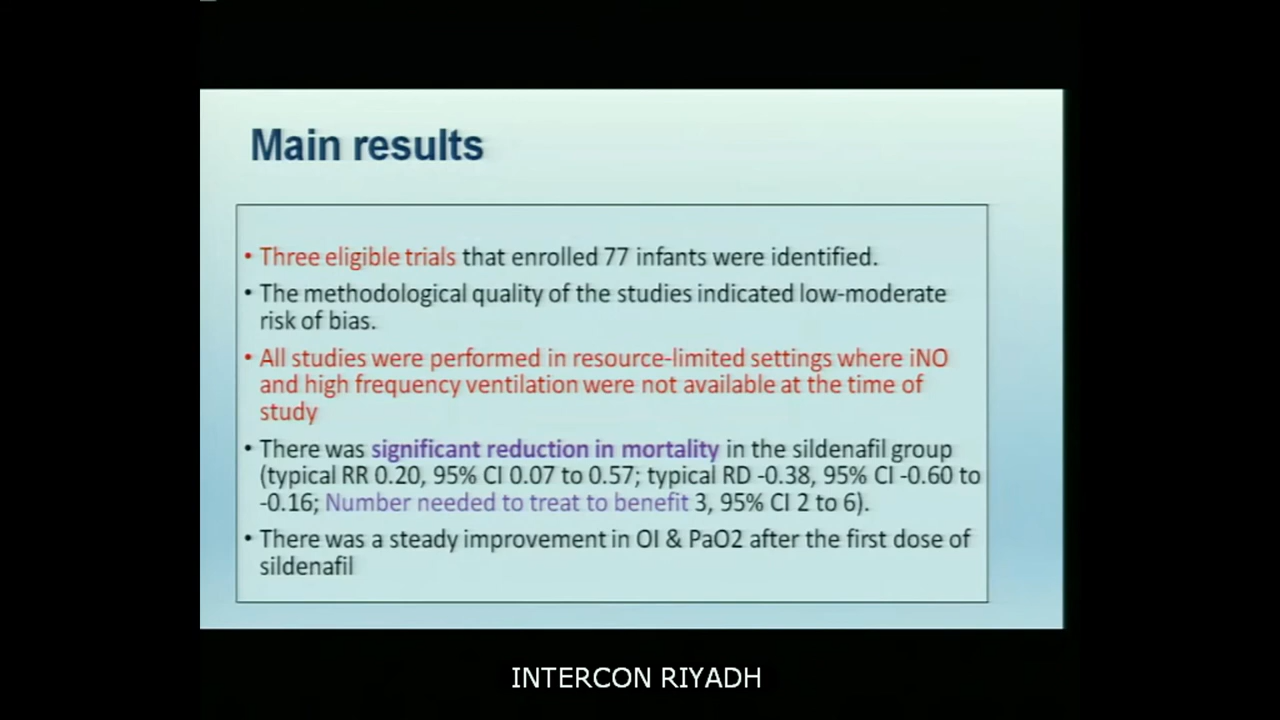 Main results
• Three eligible trials that enrolled 77 infants were identified.
• The methodological quality of the studies indicated low-moderate
risk of bias.
• All studies were performed in resource-limited settings where iNO
and high frequency ventilation were not available at the time of
study
• There was significant reduction in mortality in the sildenafil group
(typical RR 0.20, 95% CI 0.07 to 0.57; typical RD -0.38, 95% CI -0.60 to
-0.16; Number needed to treat to benefit 3, 95% CI 2 to 6).
• There was a steady improvement in OI & PaO2 after the first dose of
sildenafil
INTERCON RIYADH